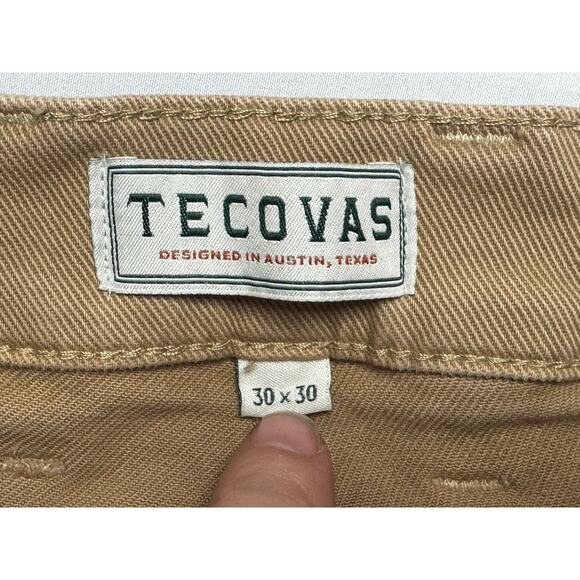 TECOVAS
DESIGNED IN AUSTIN, TEXAS
30 x 30